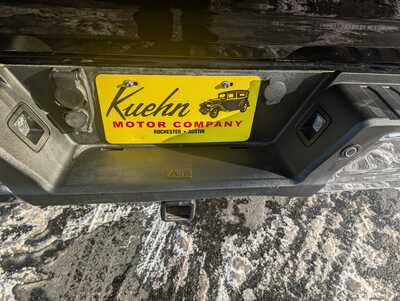 Kuehn
MOTOR COMPANY
ROCHESTER • AUSTIN